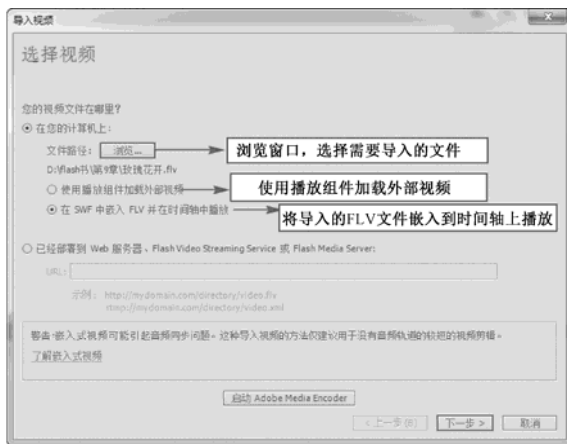 导入视频
选择视频
您的视频文件在哪里?
在您的计算机上:
文件路径: 浏览... 浏览窗口，选择需要导入的文件
D:\flash书\第9章\玫瑰花开.flv
使用播放组件加载外部视频 使用播放组件加载外部视频
在 SWF 中嵌入 FLV 并在时间轴中播放 将导入的FLV文件嵌入到时间轴上播放
已经部署到 Web 服务器、Flash Video Streaming Service 或 Flash Media Server:
URL:
示例: http://mydomain.com/directory/video.flv
rtmp://mydomain.com/directory/video.xml
警告:嵌入式视频可能引起音频同步问题。这种导入视频的方法仅建议用于没有音频轨道的较短的视频剪辑。
了解嵌入式视频
启动 Adobe Media Encoder
<上一步(B) 下一步 > 取消